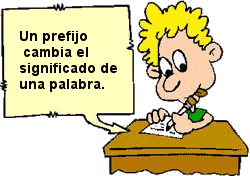 Un prefijo
cambia el
significado de
una palabra.